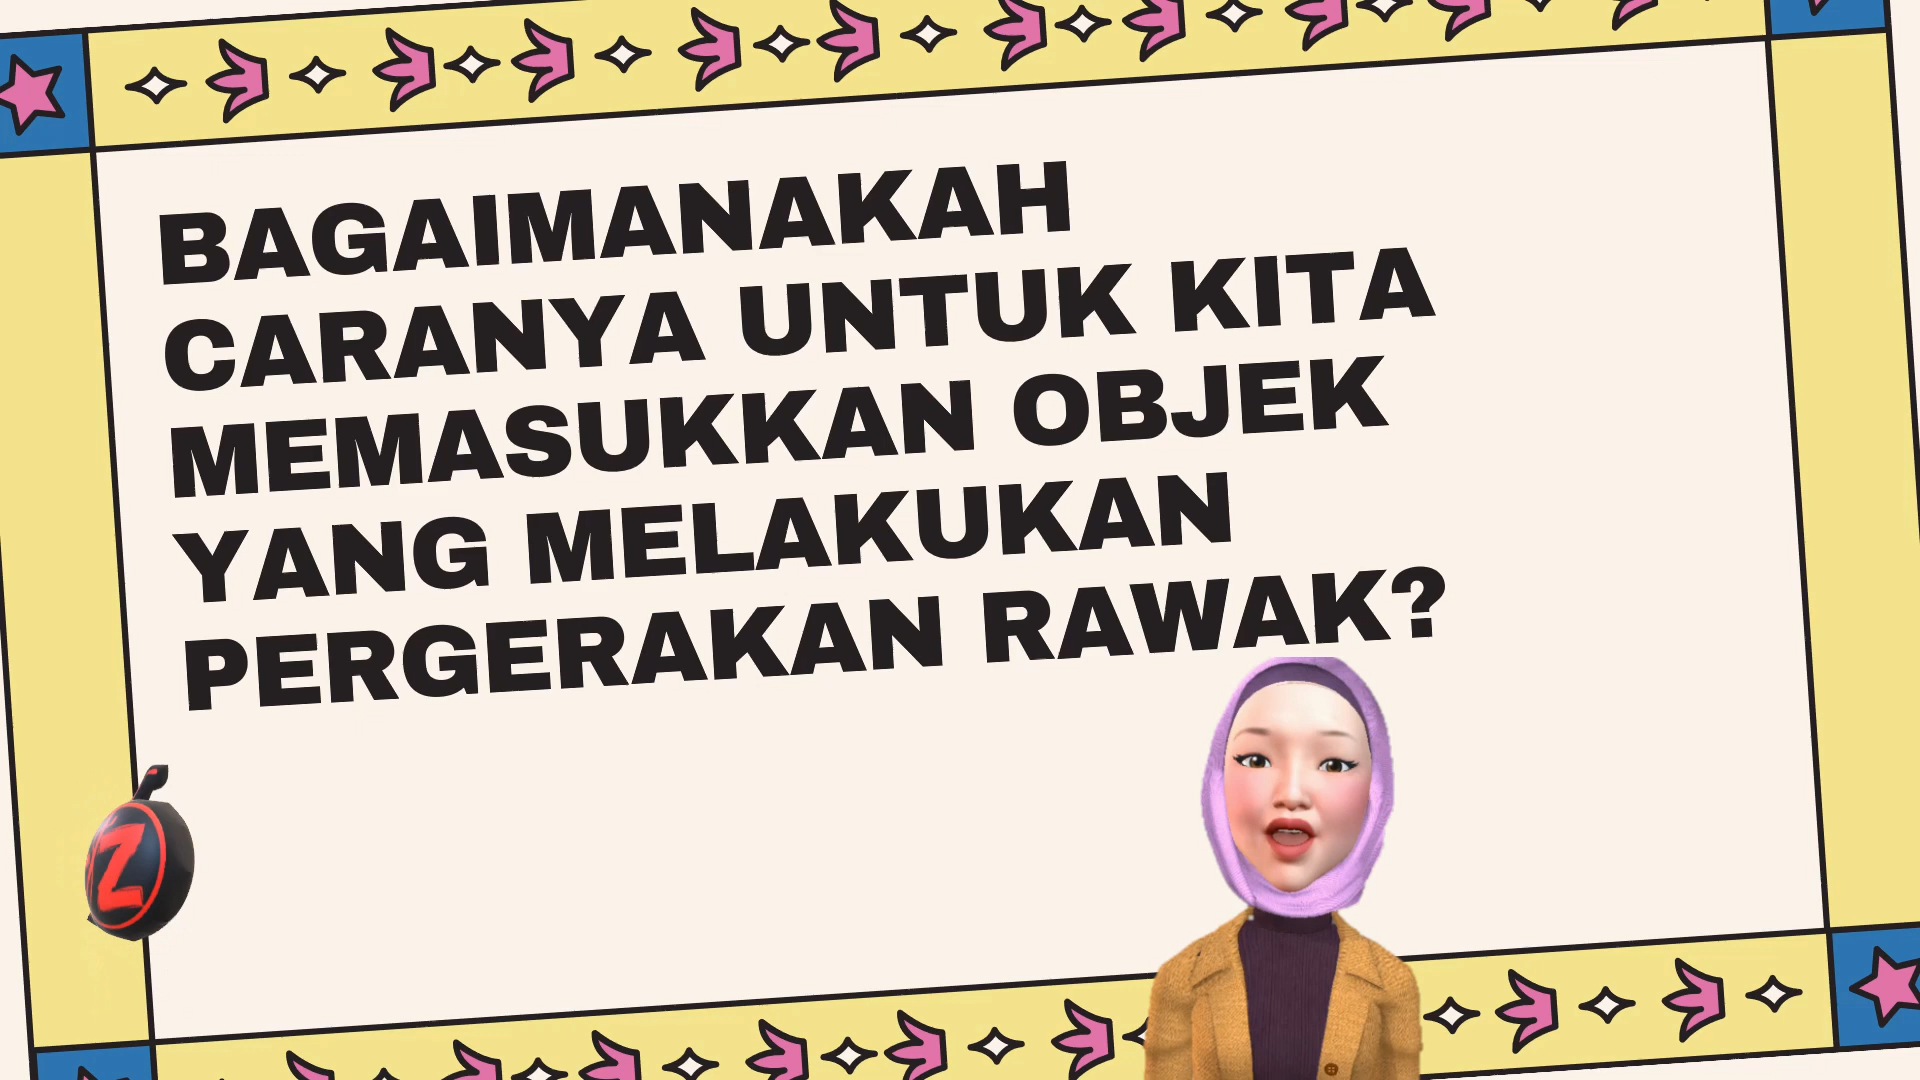 BAGAIMANAKAH
CARANYA UNTUK KITA
MEMASUKKAN OBJEK
YANG MELAKUKAN
PERGERAKAN RAWAK?
Z